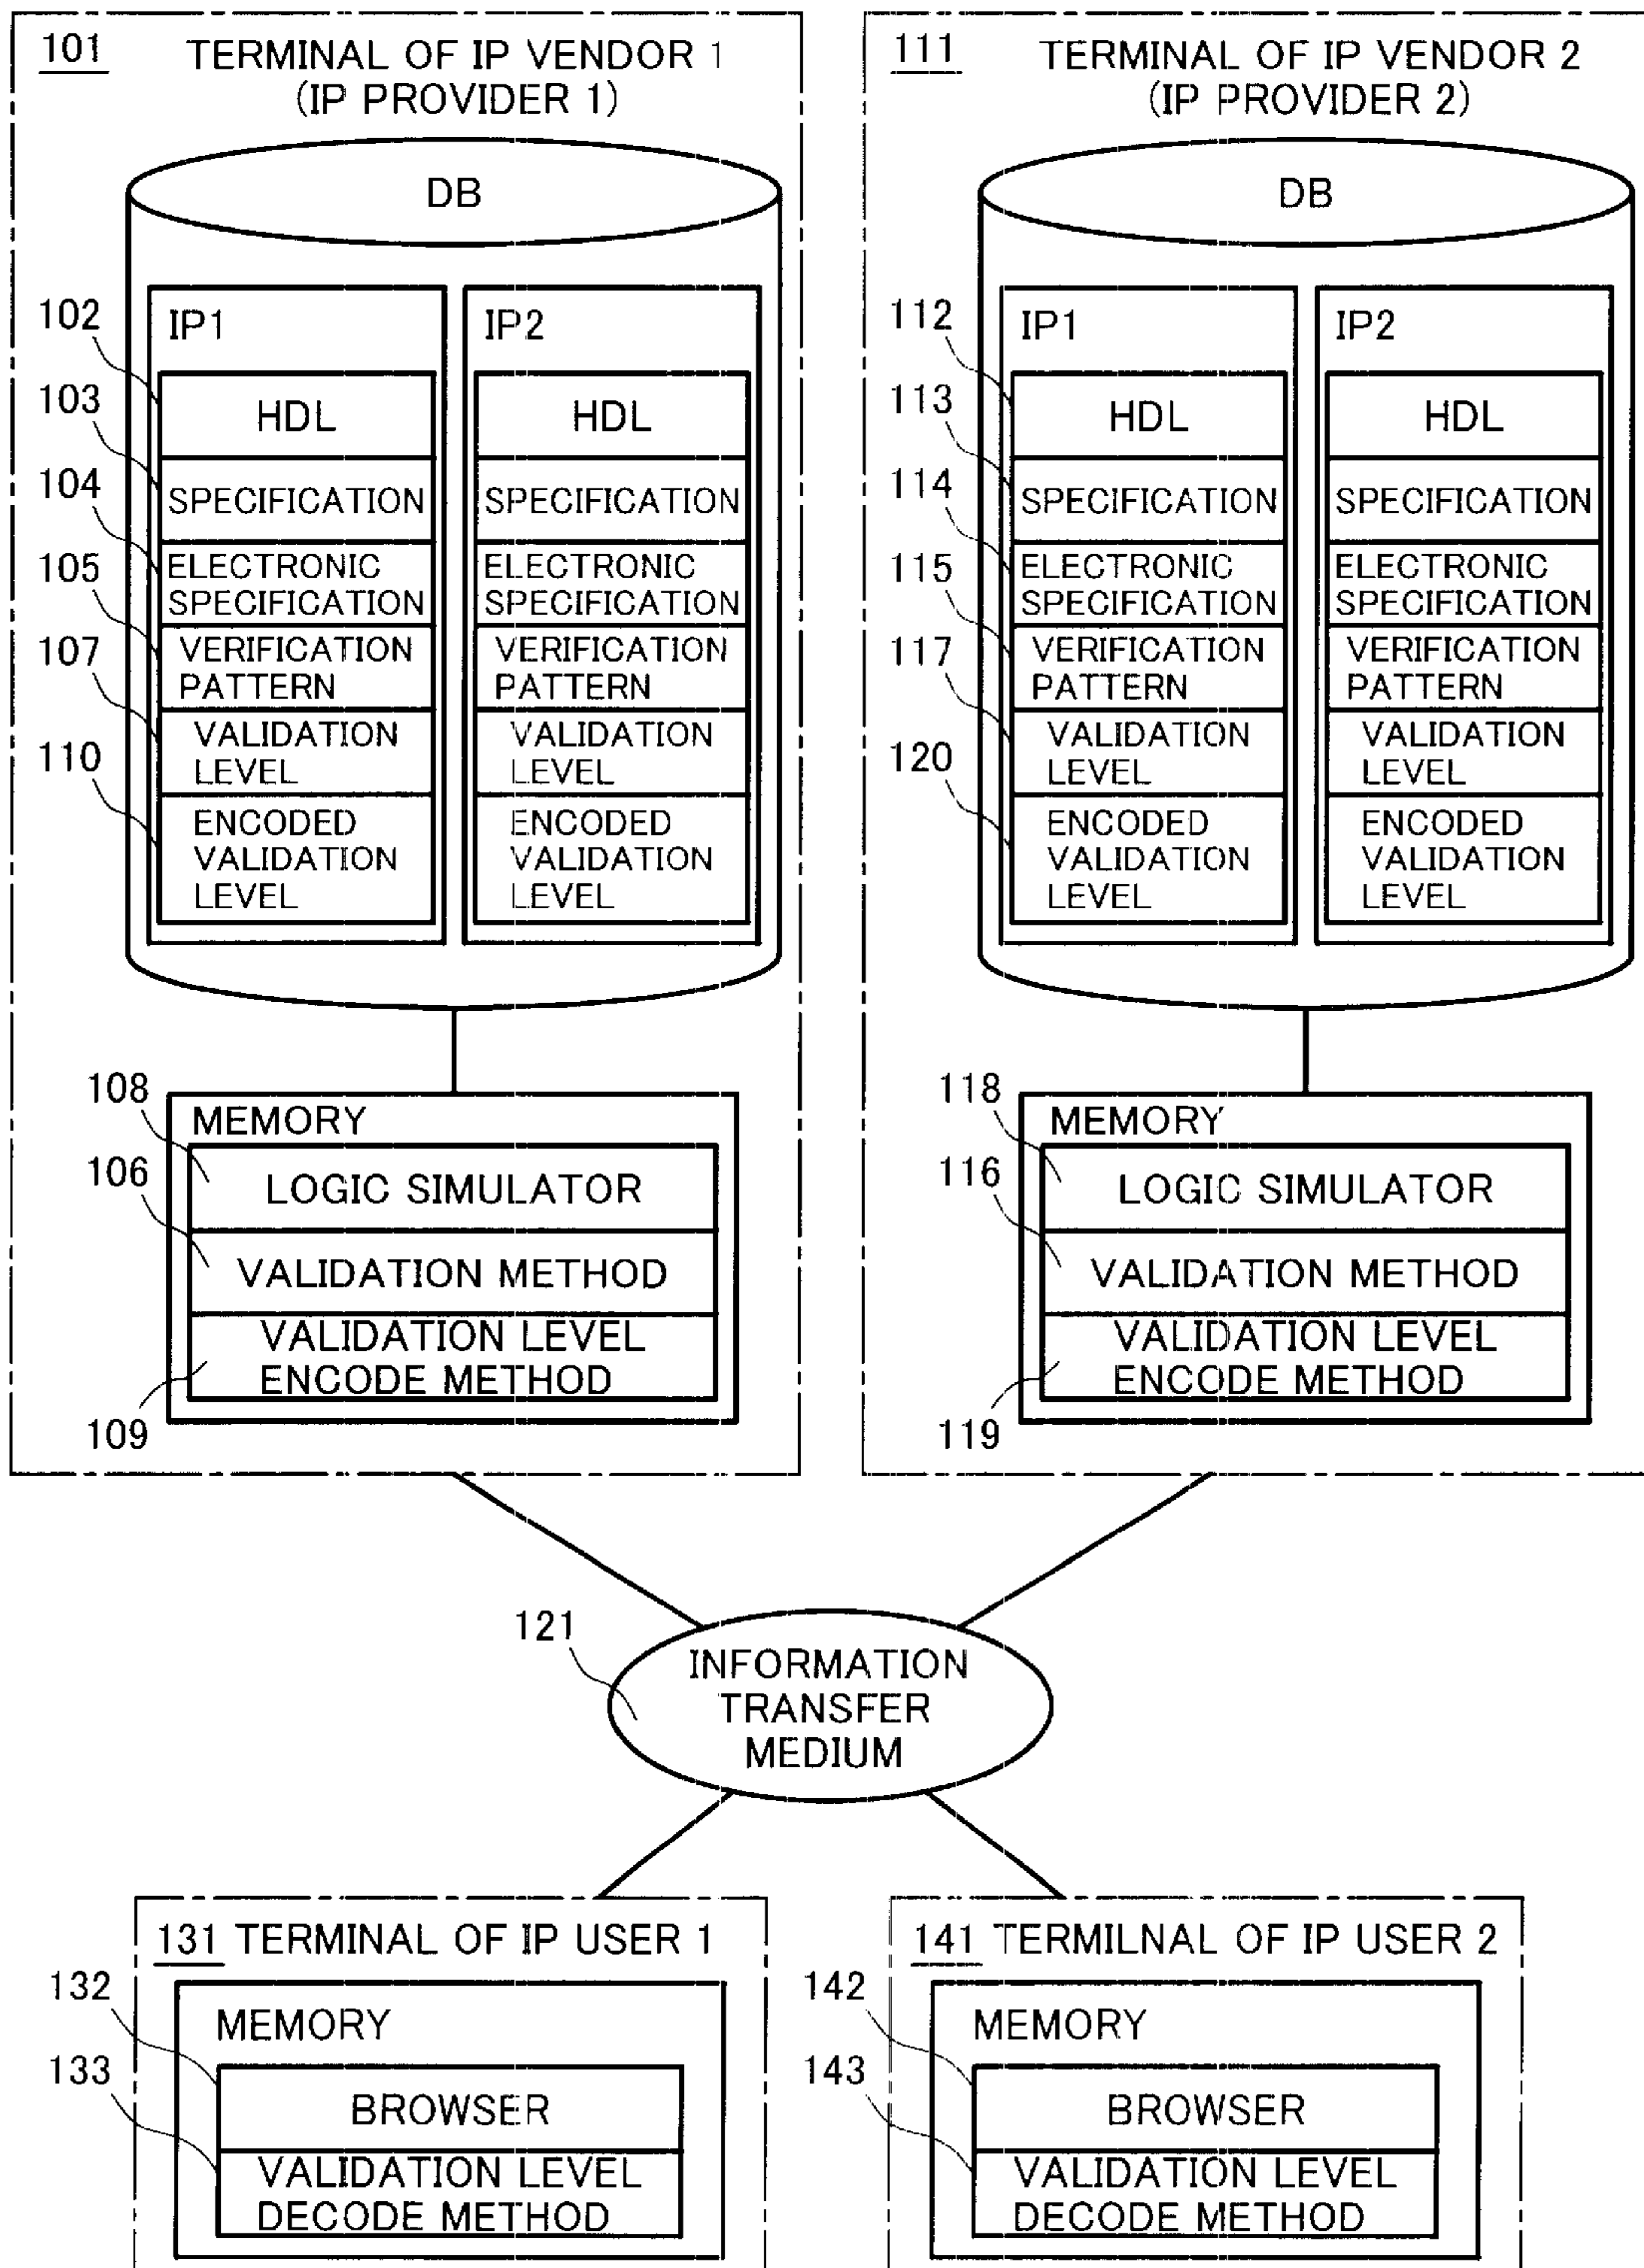 101 TERMINAL OF IP VENDOR 1
(IP PROVIDER 1)
DB
IP1
IP2
102
103
104
105
107
110
HDL
SPECIFICATION
ELECTRONIC
SPECIFICATION
VERIFICATION
PATTERN
VALIDATION
LEVEL
ENCODED
VALIDATION
LEVEL
HDL
SPECIFICATION
ELECTRONIC
SPECIFICATION
VERIFICATION
PATTERN
VALIDATION
LEVEL
ENCODED
VALIDATION
LEVEL
108
106
109
MEMORY
LOGIC SIMULATOR
VALIDATION METHOD
VALIDATION LEVEL
ENCODE METHOD
111 TERMINAL OF IP VENDOR 2
(IP PROVIDER 2)
DB
IP1
IP2
112
113
114
115
117
120
HDL
SPECIFICATION
ELECTRONIC
SPECIFICATION
VERIFICATION
PATTERN
VALIDATION
LEVEL
ENCODED
VALIDATION
LEVEL
HDL
SPECIFICATION
ELECTRONIC
SPECIFICATION
VERIFICATION
PATTERN
VALIDATION
LEVEL
ENCODED
VALIDATION
LEVEL
118
116
119
MEMORY
LOGIC SIMULATOR
VALIDATION METHOD
VALIDATION LEVEL
ENCODE METHOD
121
INFORMATION
TRANSFER
MEDIUM
131 TERMINAL OF IP USER 1
132
133
MEMORY
BROWSER
VALIDATION LEVEL
DECODE METHOD
141 TERMILNAL OF IP USER 2
142
143
MEMORY
BROWSER
VALIDATION LEVEL
DECODE METHOD